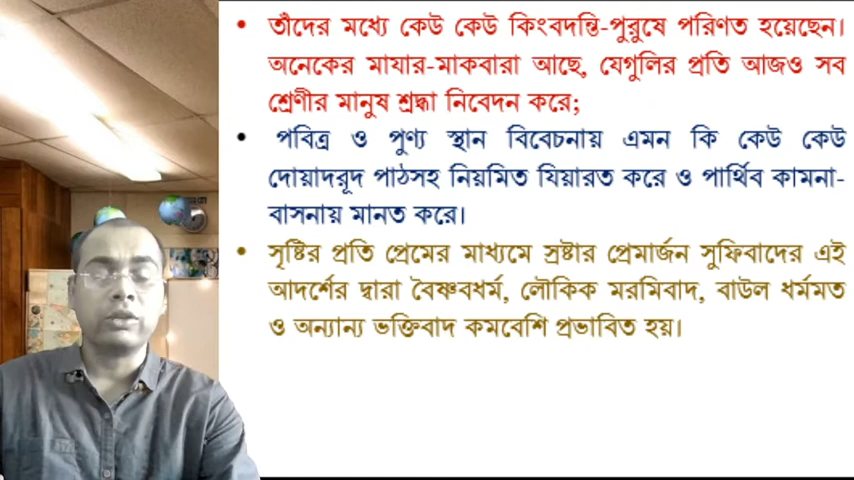 • তাঁদের মধ্যে কেউ কেউ কিংবদন্তি-পুরুষে পরিণত হয়েছেন।
অনেকের মাযার-মাকবারা আছে, যেগুলির প্রতি আজও সব
শ্রেণীর মানুষ শ্রদ্ধা নিবেদন করে;
• পবিত্র ও পুণ্য স্থান বিবেচনায় এমন কি কেউ কেউ
দোয়াদরূদ পাঠসহ নিয়মিত যিয়ারত করে ও পার্থিব কামনা-
বাসনায় মানত করে।
• সৃষ্টির প্রতি প্রেমের মাধ্যমে স্রষ্টার প্রেমার্জন সুফিবাদের এই
আদর্শের দ্বারা বৈষ্ণবধর্ম, লৌকিক মরমিবাদ, বাউল ধর্মমত
ও অন্যান্য ভক্তিবাদ কমবেশি প্রভাবিত হয়।